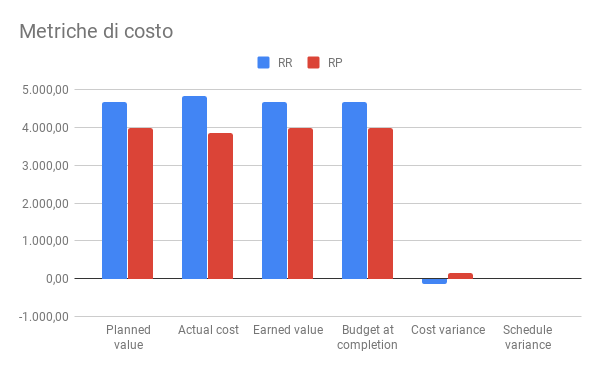 Metriche di costo
RR RP
5.000,00
4.000,00
3.000,00
2.000,00
1.000,00
0,00
-1.000,00
Planned value
Actual cost
Earned value
Budget at completion
Cost variance
Schedule variance